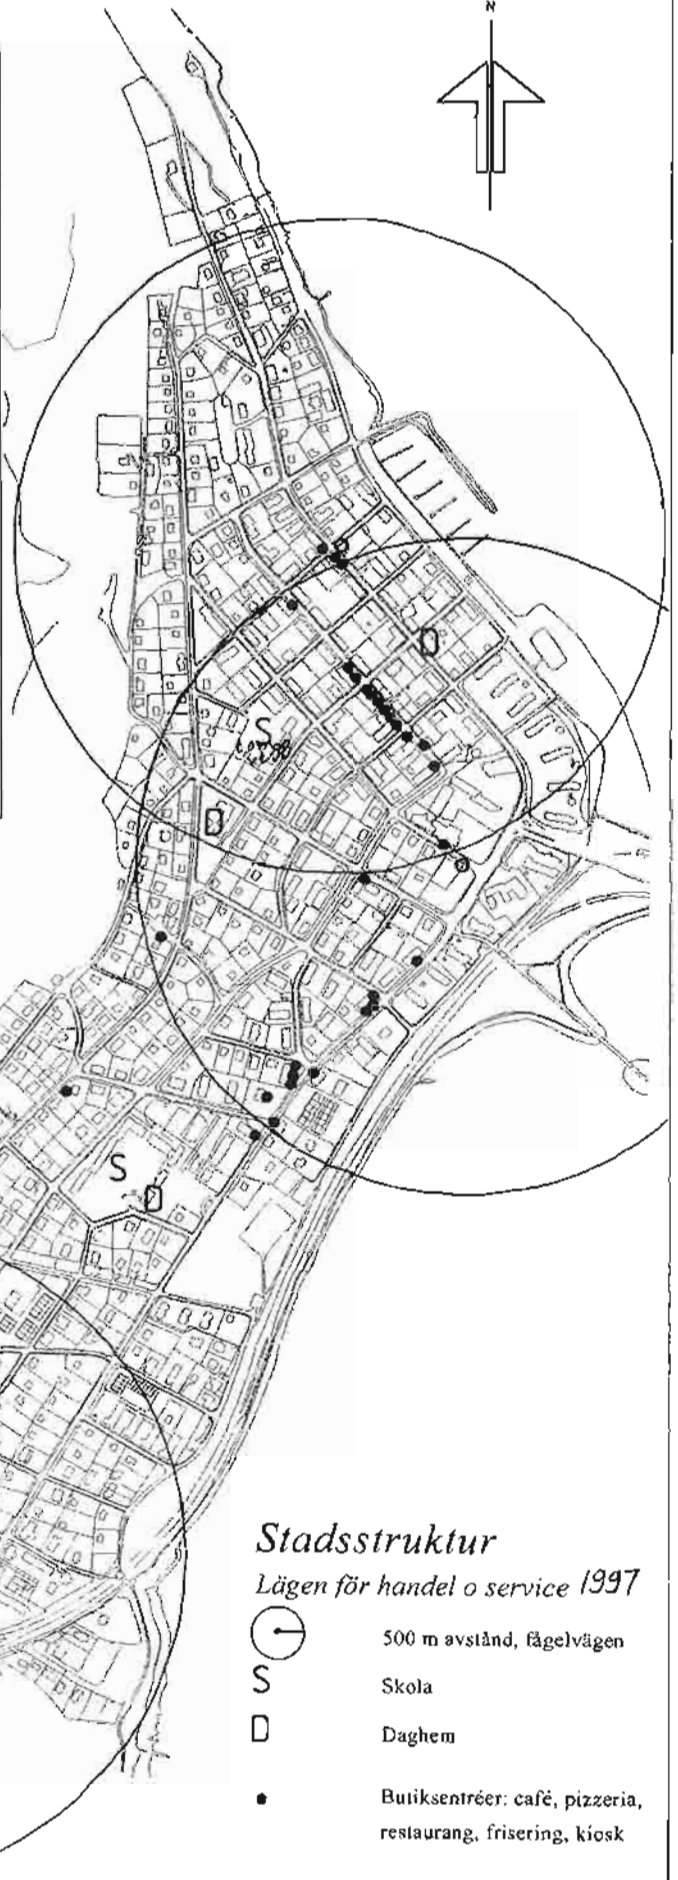 N
D
S
D
S
D
Stadsstruktur
Lägen för handel o service 1997
500 m avstånd, fågelvägen
S Skola
D Daghem
Butiksentréer: café, pizzeria,
restaurang, frisering, kiosk